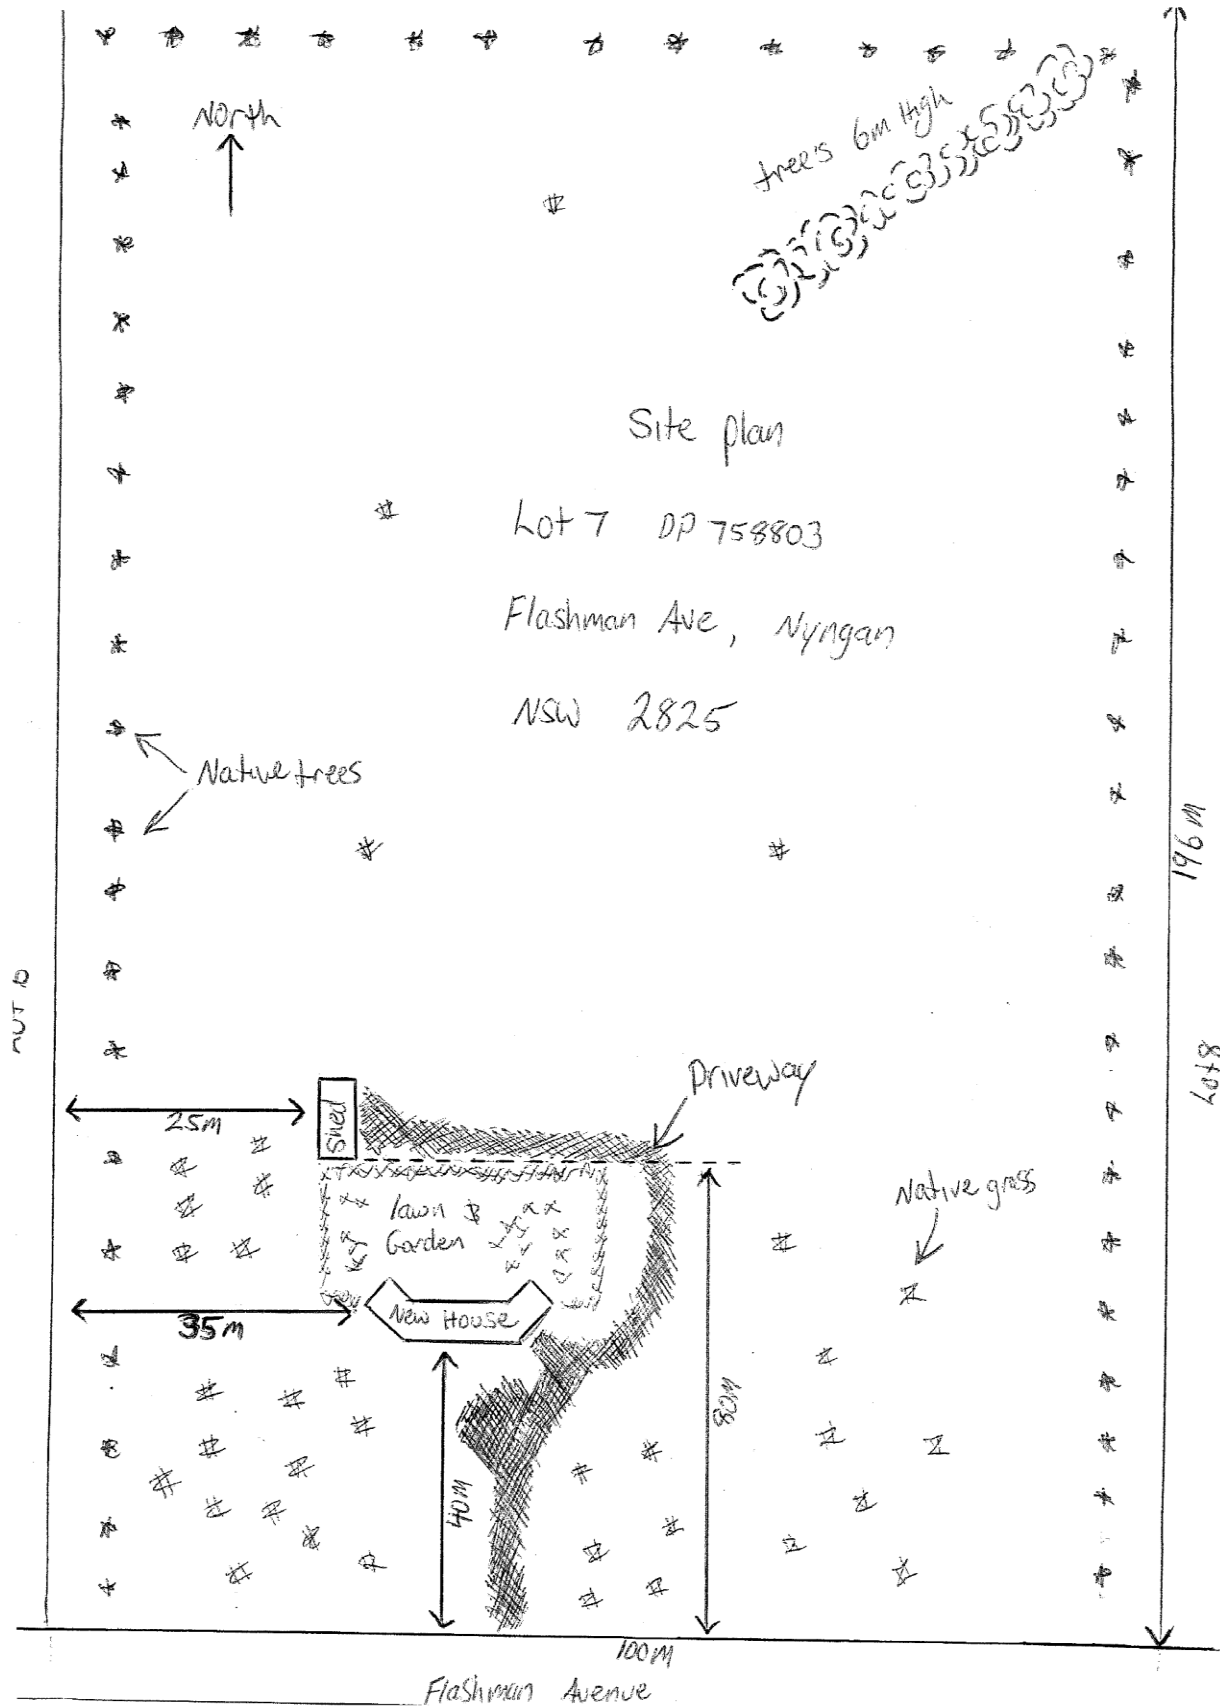 North
trees 6m High
Site plan
Lot 7 DP 758803
Flashman Ave, Nyngan
NSW 2825
Native trees
196m
Lot 8
Driveway
25m
Shed
Native grass
lawn &
Garden
New House
35m
80m
40m
100m
Flashman Avenue